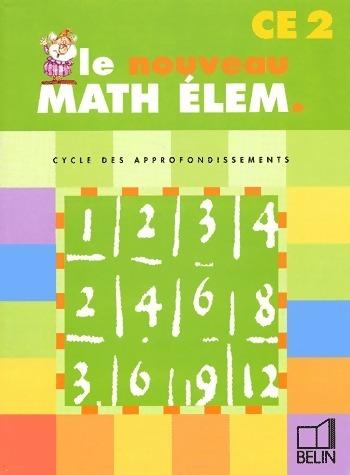 CE 2
le nouveau
MATH ÉLEM.
CYCLE DES APPROFONDISSEMENTS
1 2 3 4
2 4 6 8
3 6 9 12
BELIN